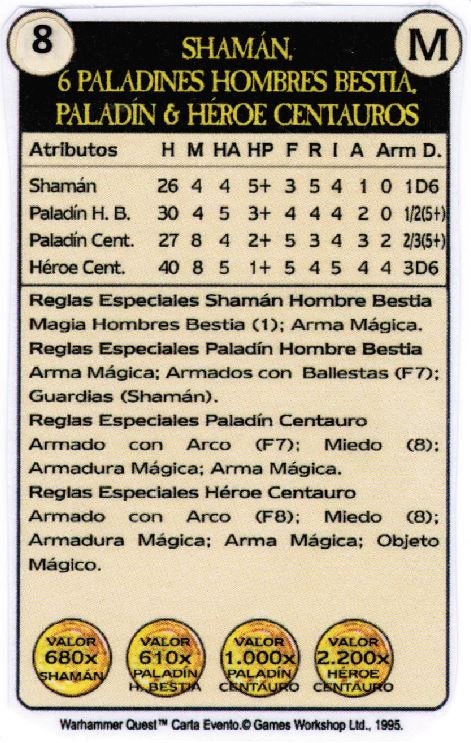 8
M
SHAMÁN,
6 PALADINES HOMBRES BESTIA,
PALADÍN & HÉROE CENTAUROS
Atributos H M HA HP F R I A Arm D.
Shamán 26 4 4 5+ 3 5 4 1 0 1D6
Paladín H. B. 30 4 5 3+ 4 4 4 2 0 1/2(5+)
Paladín Cent. 27 8 4 2+ 5 3 4 3 2 2/3(5+)
Héroe Cent. 40 8 5 1+ 5 4 5 4 4 3D6
Reglas Especiales Shamán Hombre Bestia
Magia Hombres Bestia (1); Arma Mágica.
Reglas Especiales Paladín Hombre Bestia
Arma Mágica; Armados con Ballestas (F7);
Guardias (Shamán).
Reglas Especiales Paladín Centauro
Armado con Arco (F7); Miedo (8);
Armadura Mágica; Arma Mágica.
Reglas Especiales Héroe Centauro
Armado con Arco (F8); Miedo (8);
Armadura Mágica; Arma Mágica; Objeto
Mágico.
VALOR
680x
SHAMÁN
VALOR
610x
PALADÍN
H. BESTIA
VALOR
1.000x
PALADÍN
CENTAURO
VALOR
2.200x
HÉROE
CENTAURO
Warhammer Quest™ Carta Evento.© Games Workshop Ltd., 1995.